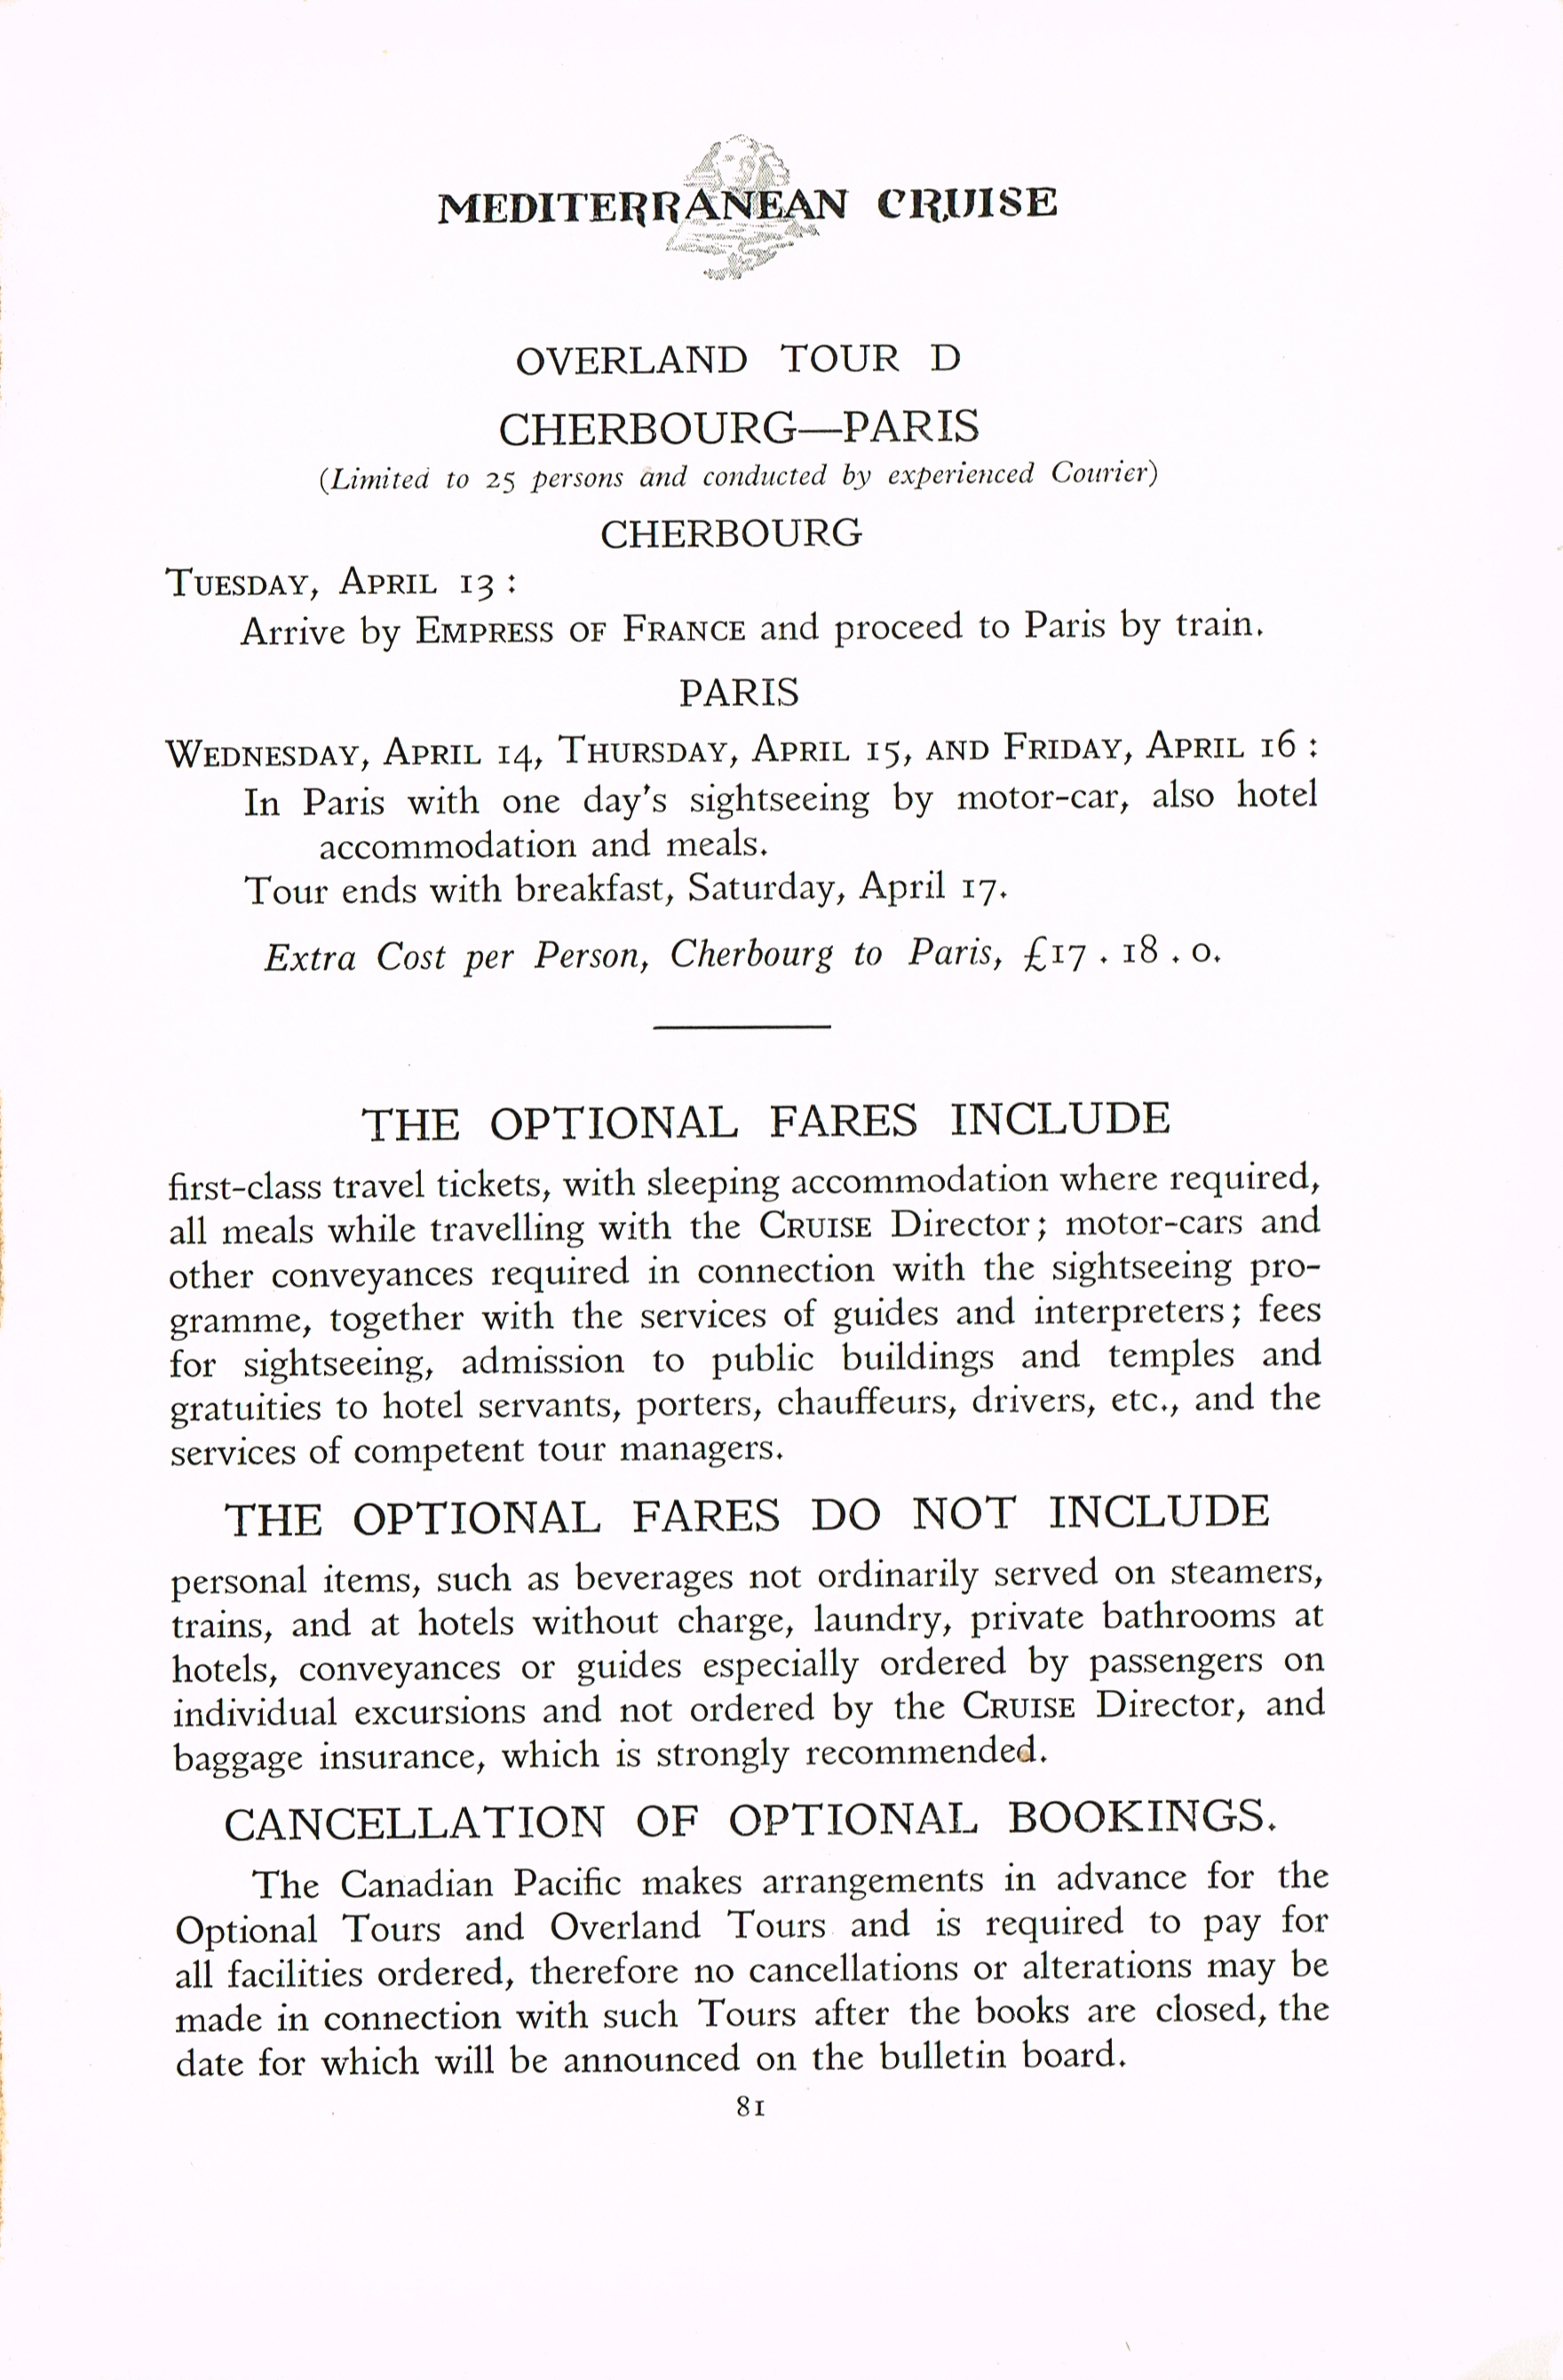 MEDITERRANEAN CRUISE
OVERLAND TOUR D
CHERBOURG—PARIS
(Limited to 25 persons and conducted by experienced Courier)
CHERBOURG
TUESDAY, APRIL 13 :
Arrive by EMPRESS OF FRANCE and proceed to Paris by train.
PARIS
WEDNESDAY, APRIL 14, THURSDAY, APRIL 15, AND FRIDAY, APRIL 16 :
In Paris with one day's sightseeing by motor-car, also hotel
accommodation and meals.
Tour ends with breakfast, Saturday, April 17.
Extra Cost per Person, Cherbourg to Paris, £17 . 18 . 0.
THE OPTIONAL FARES INCLUDE
first-class travel tickets, with sleeping accommodation where required,
all meals while travelling with the CRUISE Director; motor-cars and
other conveyances required in connection with the sightseeing pro-
gramme, together with the services of guides and interpreters; fees
for sightseeing, admission to public buildings and temples and
gratuities to hotel servants, porters, chauffeurs, drivers, etc., and the
services of competent tour managers.
THE OPTIONAL FARES DO NOT INCLUDE
personal items, such as beverages not ordinarily served on steamers,
trains, and at hotels without charge, laundry, private bathrooms at
hotels, conveyances or guides especially ordered by passengers on
individual excursions and not ordered by the CRUISE Director, and
baggage insurance, which is strongly recommended.
CANCELLATION OF OPTIONAL BOOKINGS.
The Canadian Pacific makes arrangements in advance for the
Optional Tours and Overland Tours and is required to pay for
all facilities ordered, therefore no cancellations or alterations may be
made in connection with such Tours after the books are closed, the
date for which will be announced on the bulletin board.
81